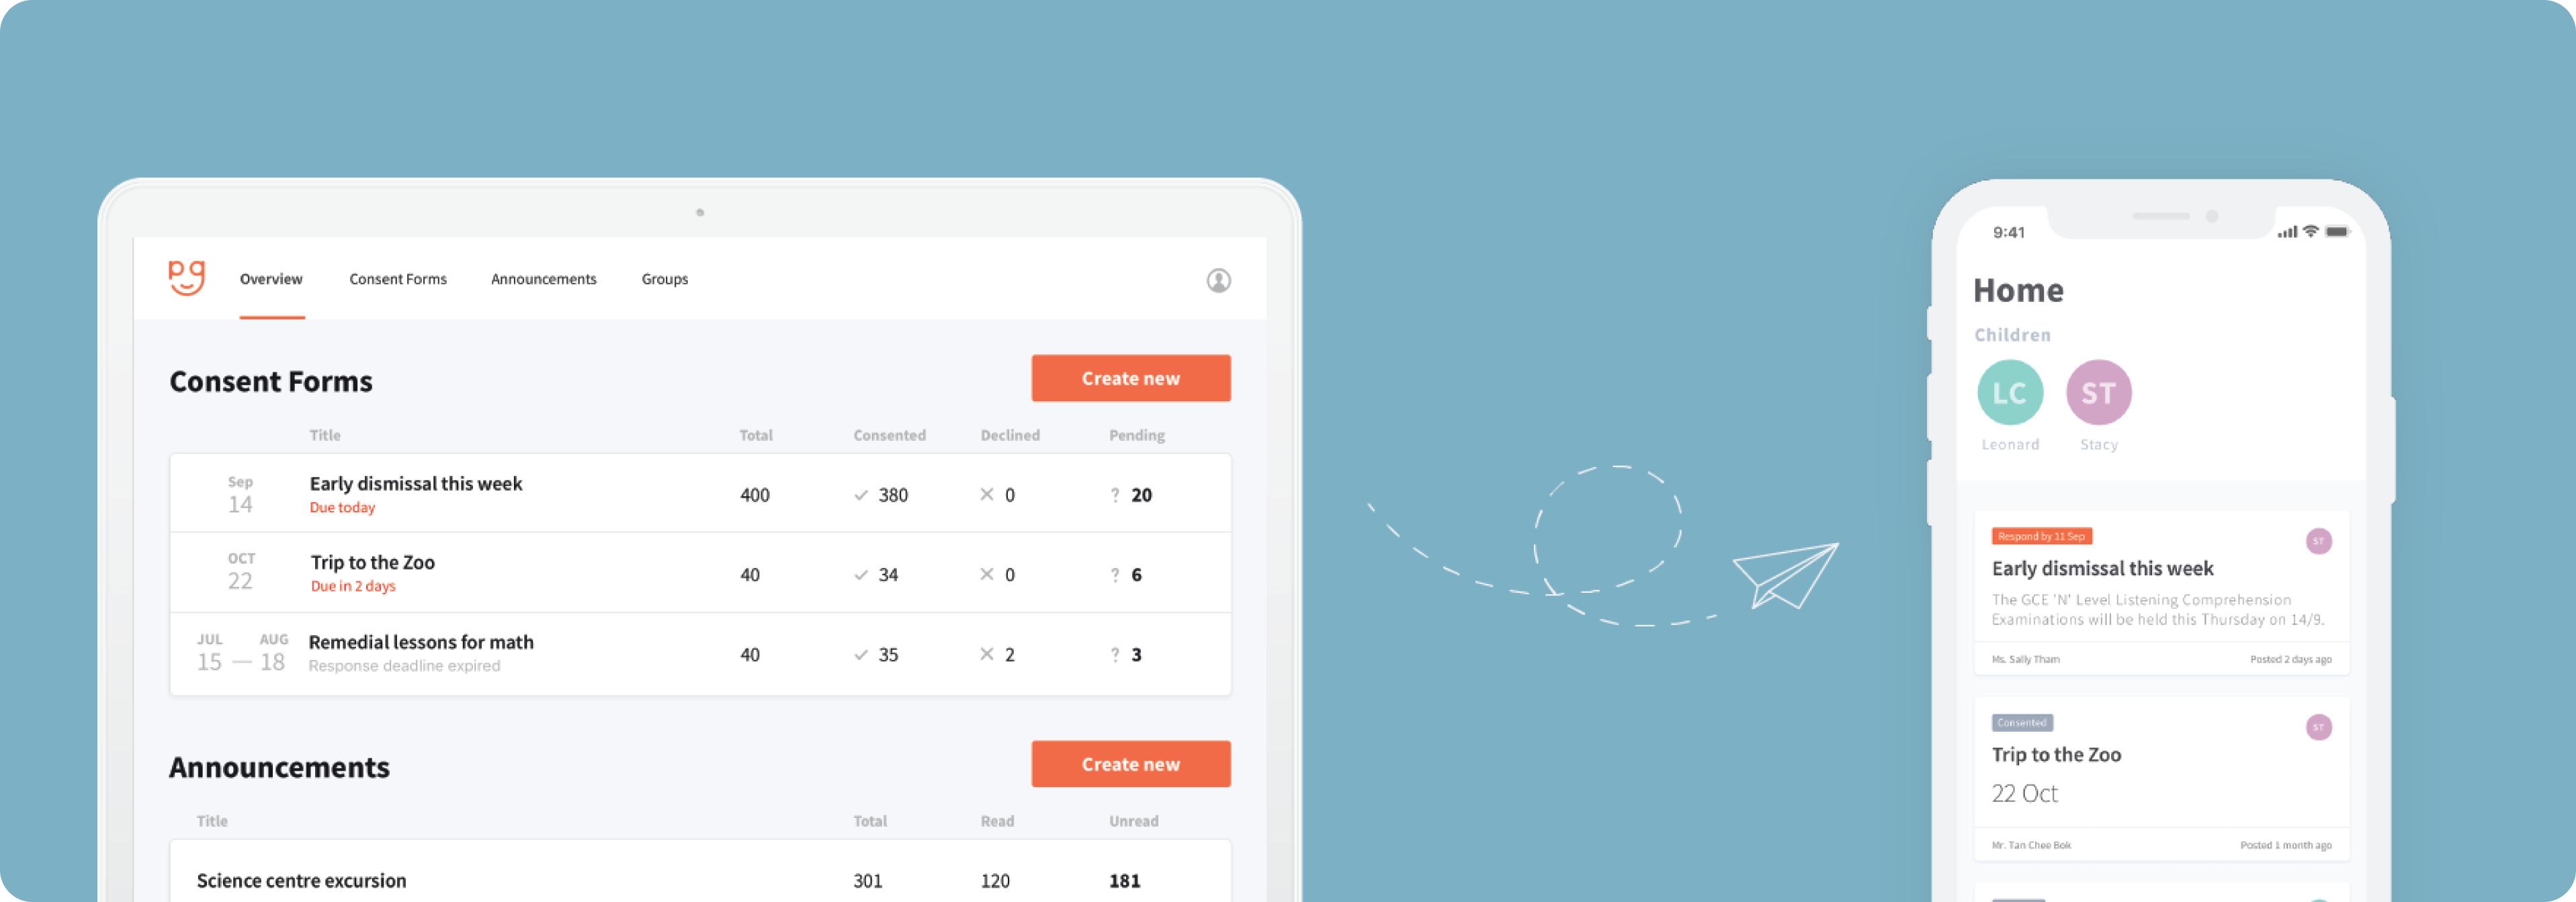 pg
Overview Consent Forms Announcements Groups
Consent Forms
Create new
Title Total Consented Declined Pending
Sep
14
Early dismissal this week
Due today
400 380 0 ? 20
OCT
22
Trip to the Zoo
Due in 2 days
40 34 0 ? 6
JUL AUG
15 — 18
Remedial lessons for math
Response deadline expired
40 35 2 ? 3
Announcements
Create new
Title Total Read Unread
Science centre excursion 301 120 181
9:41
Home
Children
LC ST
Leonard Stacy
Respond by 11 Sep
ST
Early dismissal this week
The GCE 'N' Level Listening Comprehension
Examinations will be held this Thursday on 14/9.
Ms. Sally Tham Posted 2 days ago
Consented
ST
Trip to the Zoo
22 Oct
Mr. Tan Chee Bok Posted 1 month ago